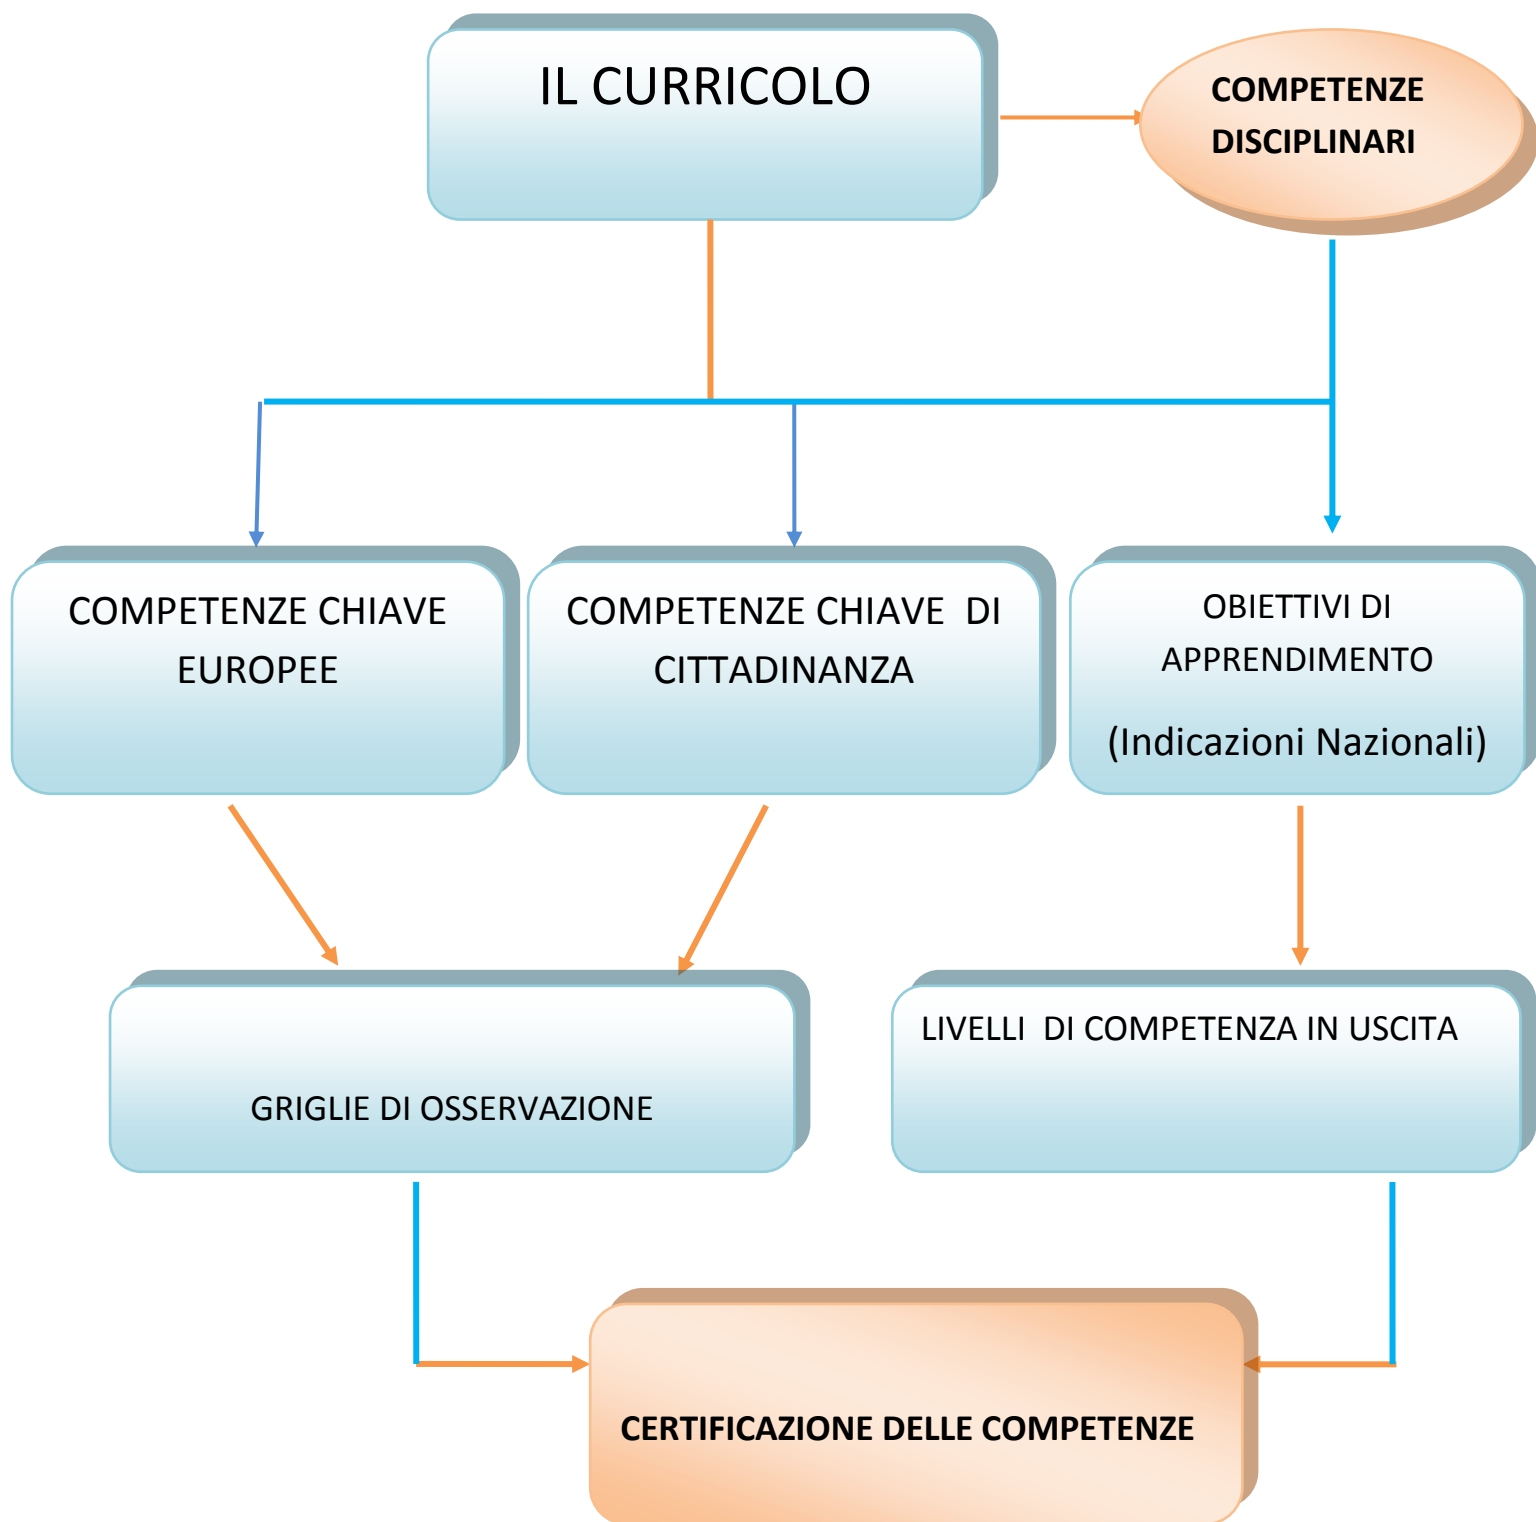 IL CURRICOLO
COMPETENZE
DISCIPLINARI
COMPETENZE CHIAVE
EUROPEE
COMPETENZE CHIAVE  DI
CITTADINANZA
OBIETTIVI DI
APPRENDIMENTO
(Indicazioni Nazionali)
GRIGLIE DI OSSERVAZIONE
LIVELLI  DI COMPETENZA IN USCITA
CERTIFICAZIONE DELLE COMPETENZE